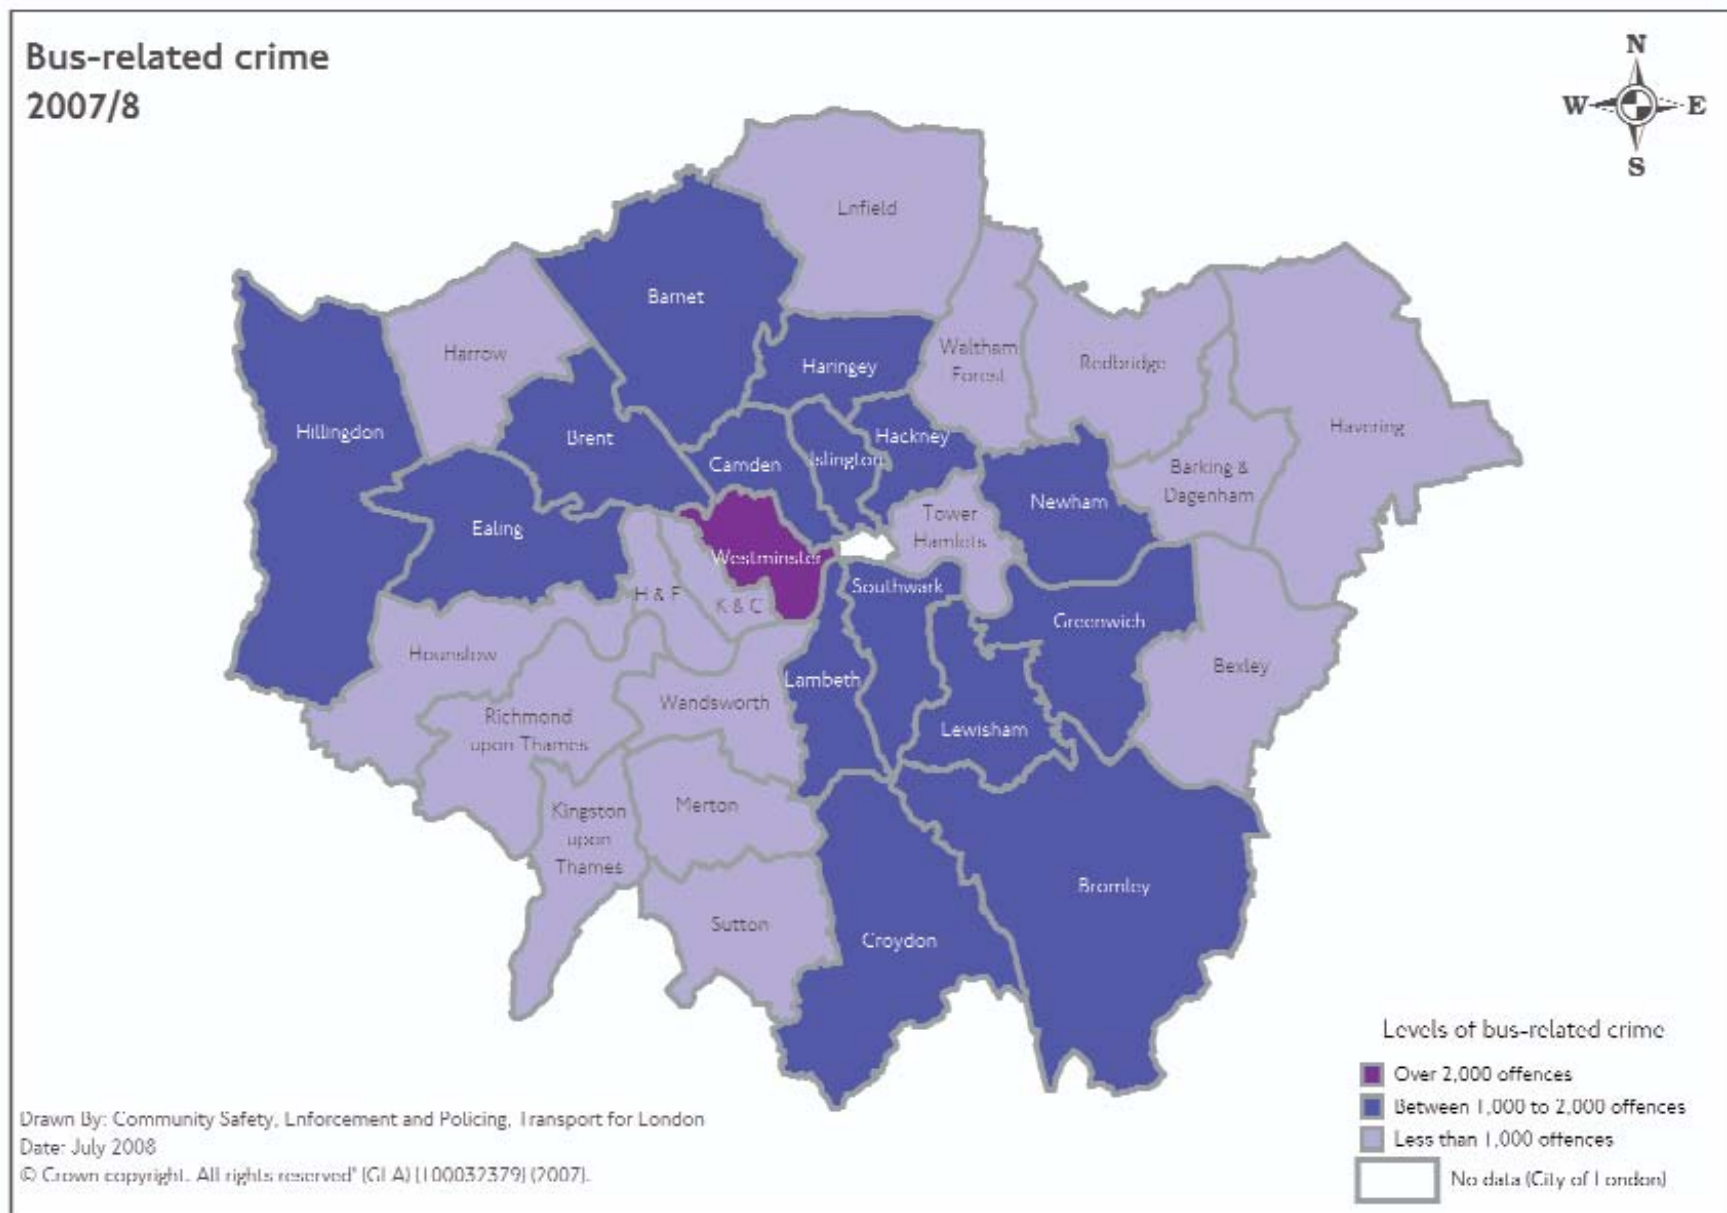 Bus-related crime
2007/8
N
W E
S
Enfield
Barnet
Harrow
Haringey
Waltham
Forest
Redbridge
Havering
Hillingdon
Brent
Camden
Islington
Hackney
Barking &
Dagenham
Newham
Ealing
Tower
Hamlets
Westminster
Southwark
H & F
K & C
Greenwich
Hounslow
Bexley
Lambeth
Wandsworth
Richmond
upon Thames
Lewisham
Kingston
upon
Thames
Merton
Bromley
Sutton
Croydon
Levels of bus-related crime
Over 2,000 offences
Between 1,000 to 2,000 offences
Less than 1,000 offences
No data (City of London)
Drawn By: Community Safety, Enforcement and Policing, Transport for London
Date: July 2008
© Crown copyright. All rights reserved" (GLA) (100032379) (2007).